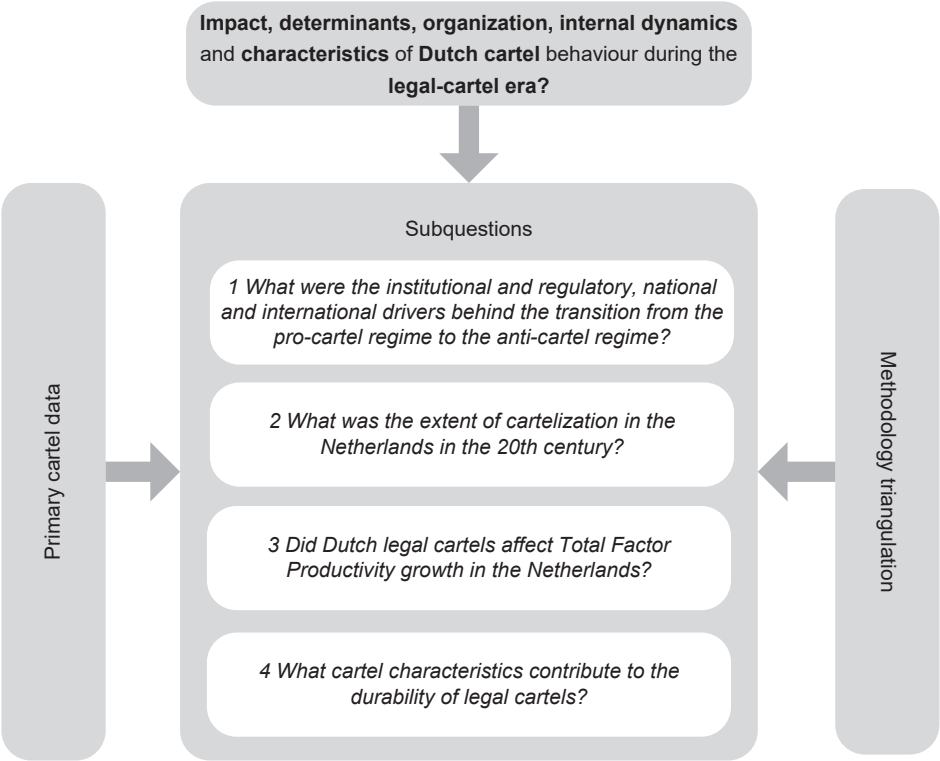 Impact, determinants, organization, internal dynamics
and characteristics of Dutch cartel behaviour during the
legal-cartel era?
Primary cartel data
Subquestions
1 What were the institutional and regulatory, national
and international drivers behind the transition from the
pro-cartel regime to the anti-cartel regime?
2 What was the extent of cartelization in the
Netherlands in the 20th century?
3 Did Dutch legal cartels affect Total Factor
Productivity growth in the Netherlands?
4 What cartel characteristics contribute to the
durability of legal cartels?
Methodology triangulation